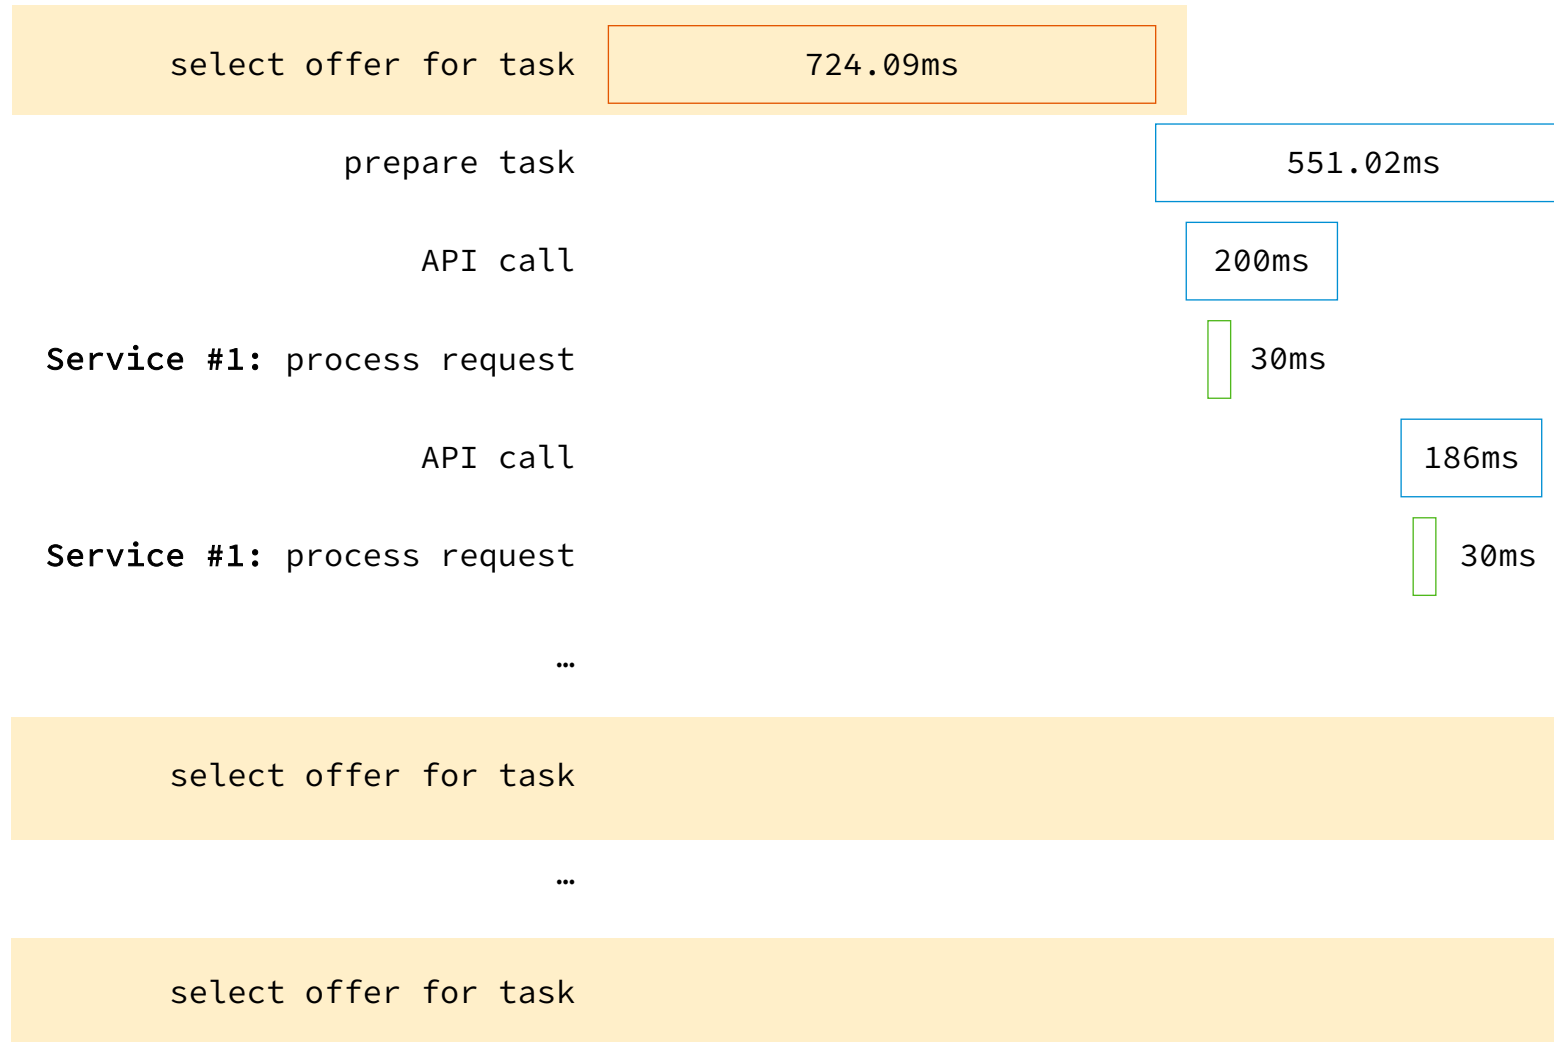 select offer for task 724.09ms
prepare task 551.02ms
API call 200ms
Service #1: process request 30ms
API call 186ms
Service #1: process request 30ms
…
select offer for task
…
select offer for task